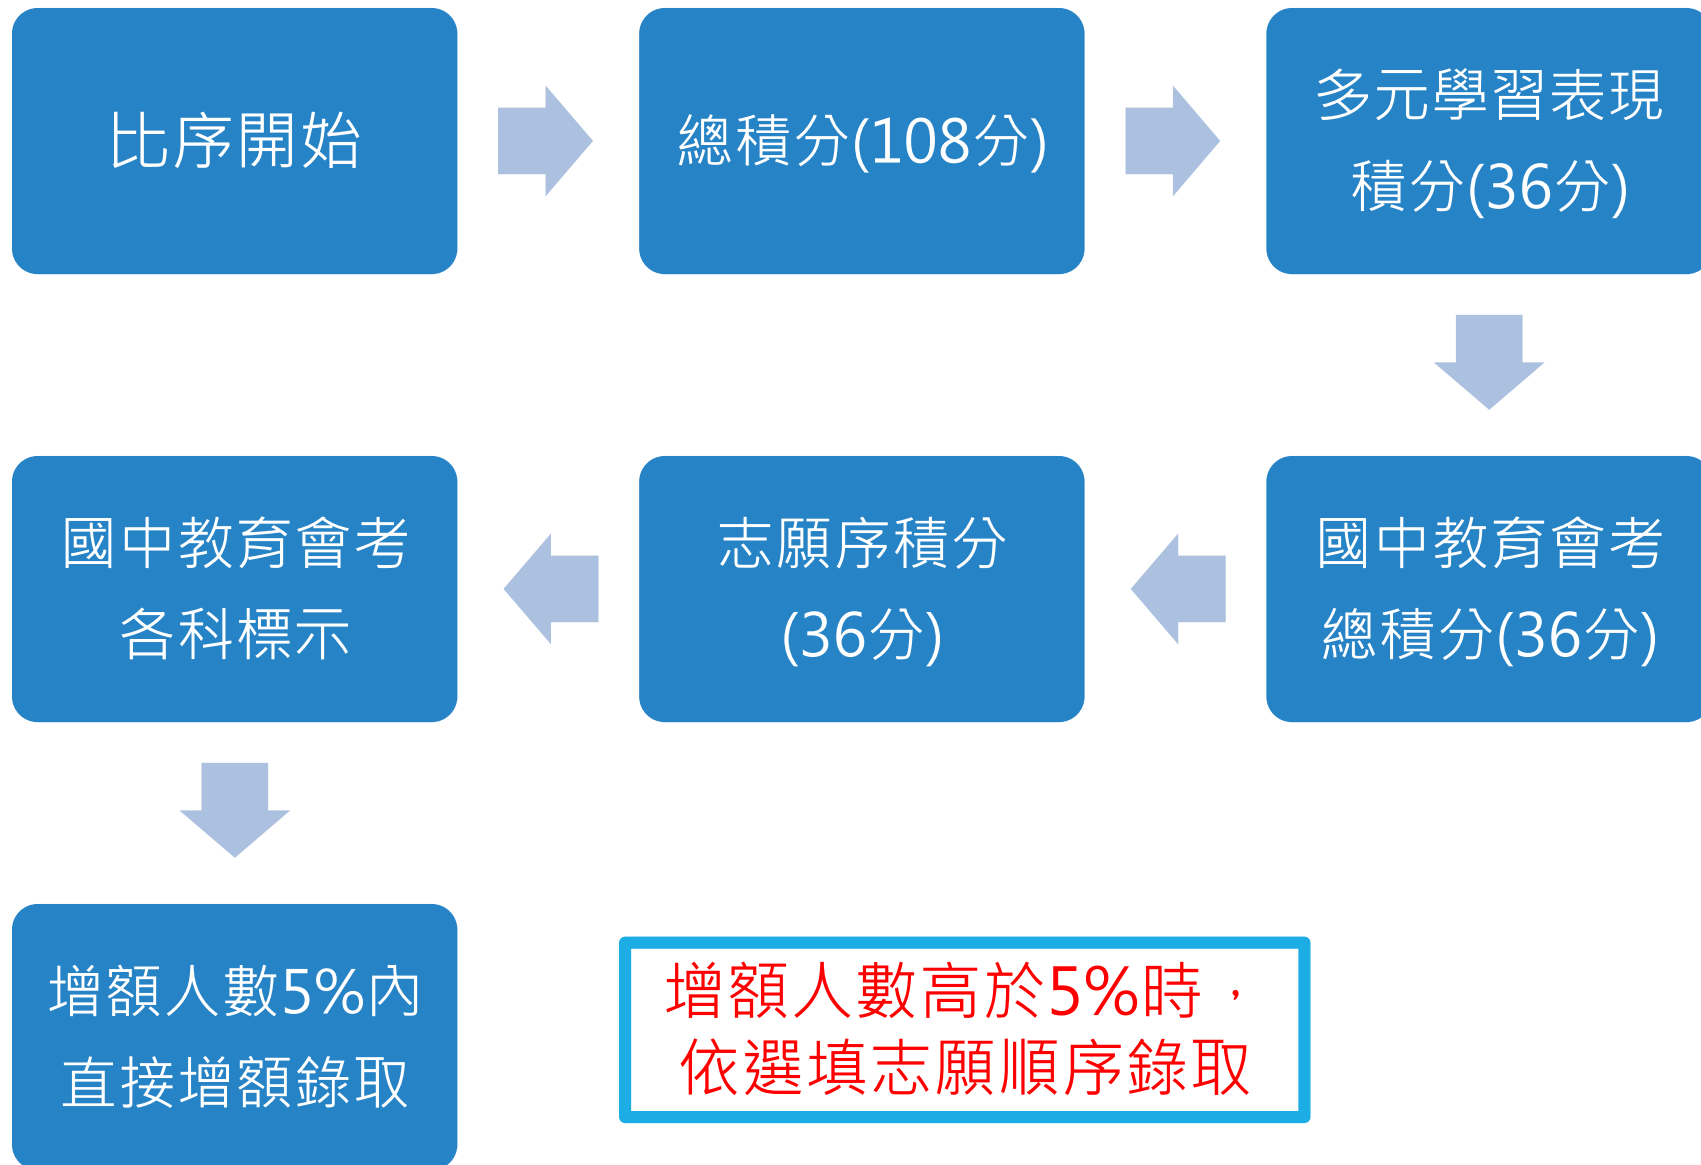 比序開始
總積分(108分)
多元學習表現
積分(36分)
國中教育會考
總積分(36分)
志願序積分
(36分)
國中教育會考
各科標示
增額人數5%內
直接增額錄取
增額人數高於5%時，
依選填志願順序錄取